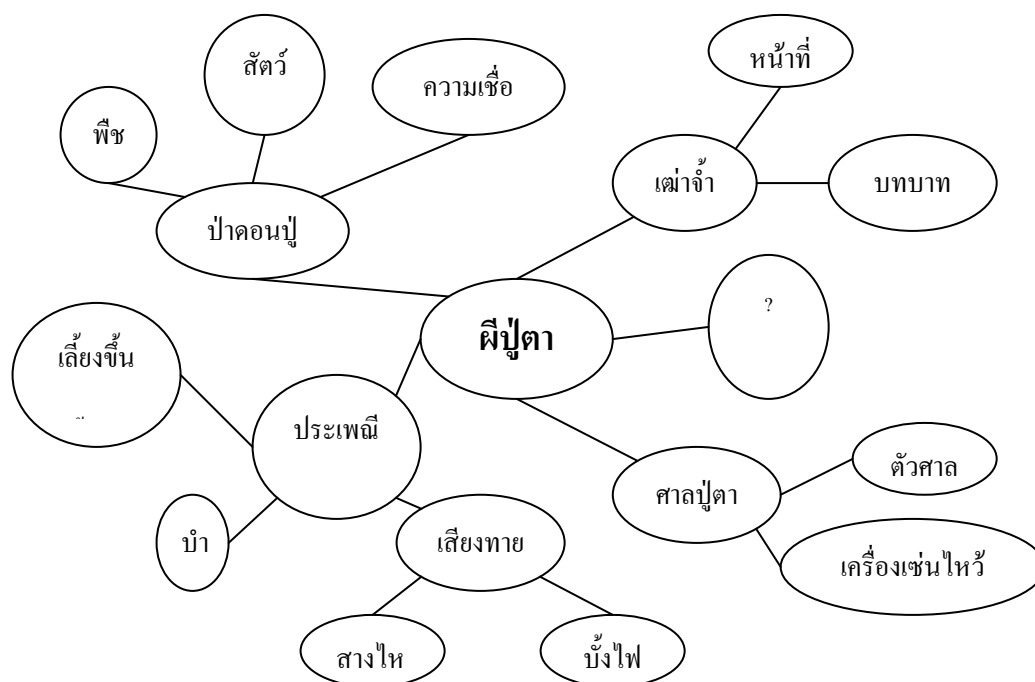 สัตว์
หน้าที่
ความเชื่อ
พืช
เฒ่าจ้ำ
บทบาท
ป่าดอนปู่
?
ผีปู่ตา
เลี้ยงขึ้น
ประเพณี
ตัวศาล
ศาลปู่ตา
บำ
เสียงทาย
เครื่องเซ่นไหว้
สางไห
บั้งไฟ